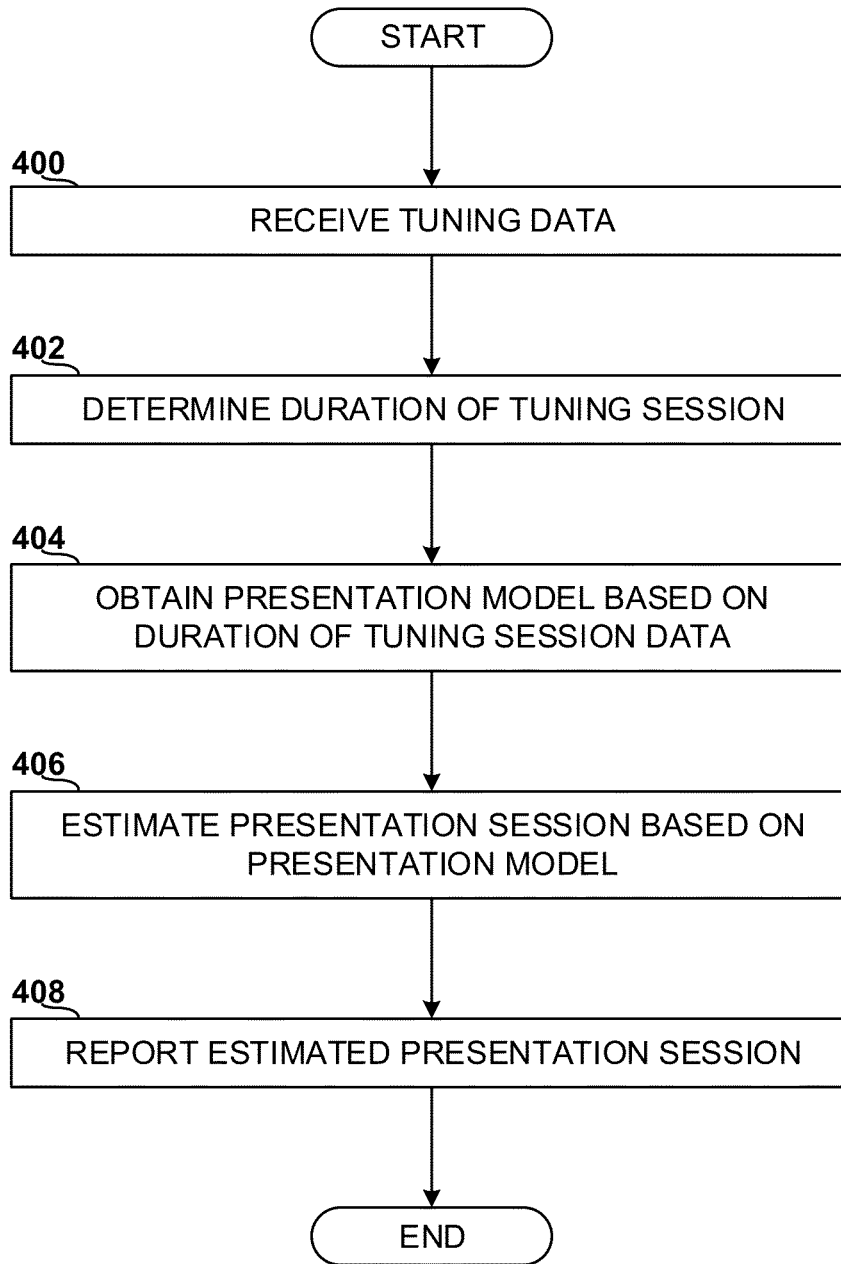 START
400
RECEIVE TUNING DATA
402
DETERMINE DURATION OF TUNING SESSION
404
OBTAIN PRESENTATION MODEL BASED ON
DURATION OF TUNING SESSION DATA
406
ESTIMATE PRESENTATION SESSION BASED ON
PRESENTATION MODEL
408
REPORT ESTIMATED PRESENTATION SESSION
END